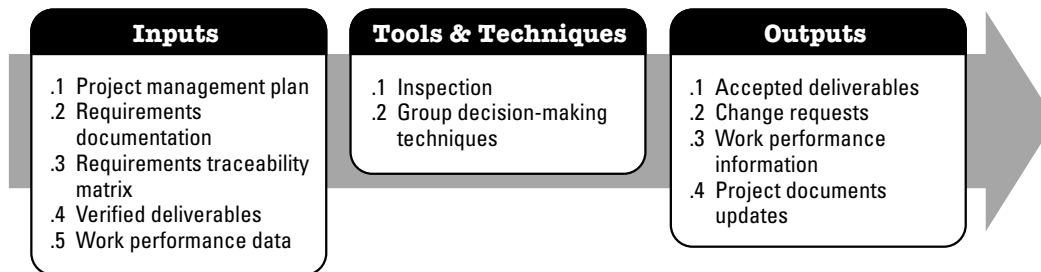 Inputs
.1 Project management plan
.2 Requirements
documentation
.3 Requirements traceability
matrix
.4 Verified deliverables
.5 Work performance data
Tools & Techniques
.1 Inspection
.2 Group decision-making
techniques
Outputs
.1 Accepted deliverables
.2 Change requests
.3 Work performance
information
.4 Project documents
updates